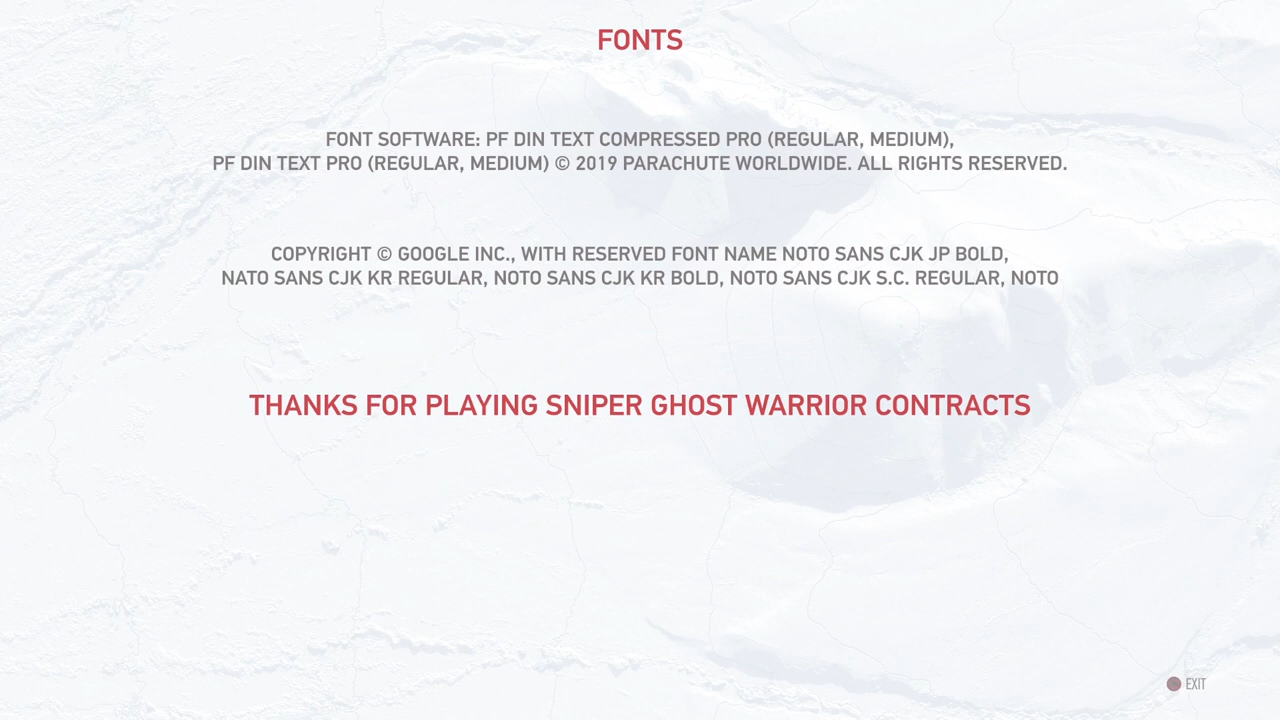 FONTS
FONT SOFTWARE: PF DIN TEXT COMPRESSED PRO (REGULAR, MEDIUM),
PF DIN TEXT PRO (REGULAR, MEDIUM) © 2019 PARACHUTE WORLDWIDE. ALL RIGHTS RESERVED.
COPYRIGHT © GOOGLE INC., WITH RESERVED FONT NAME NOTO SANS CJK JP BOLD,
NATO SANS CJK KR REGULAR, NOTO SANS CJK KR BOLD, NOTO SANS CJK S.C. REGULAR, NOTO
THANKS FOR PLAYING SNIPER GHOST WARRIOR CONTRACTS
EXIT